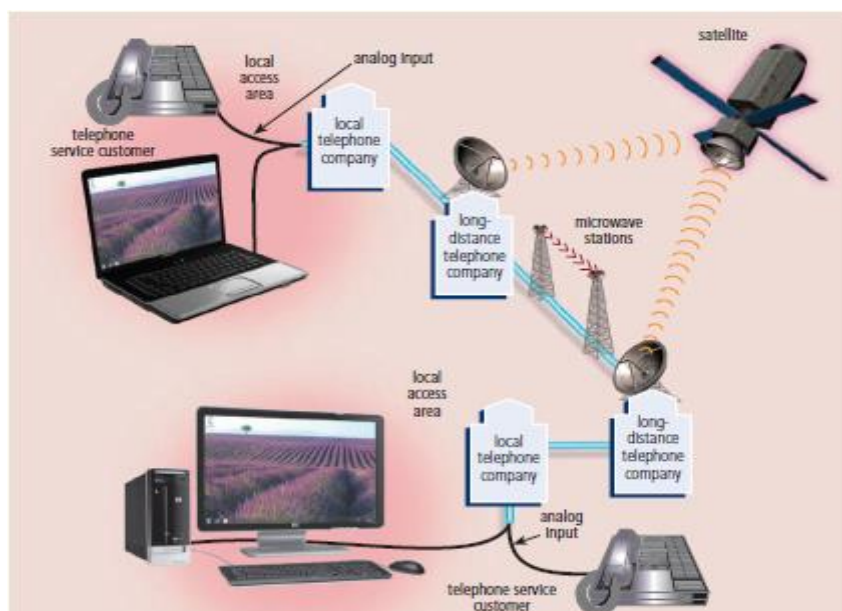 local
access
area
analog input
satellite
telephone
service customer
local
telephone
company
long-
distance
telephone
company
microwave
stations
local
access
area
local
telephone
company
long-
distance
telephone
company
analog
input
telephone service
customer